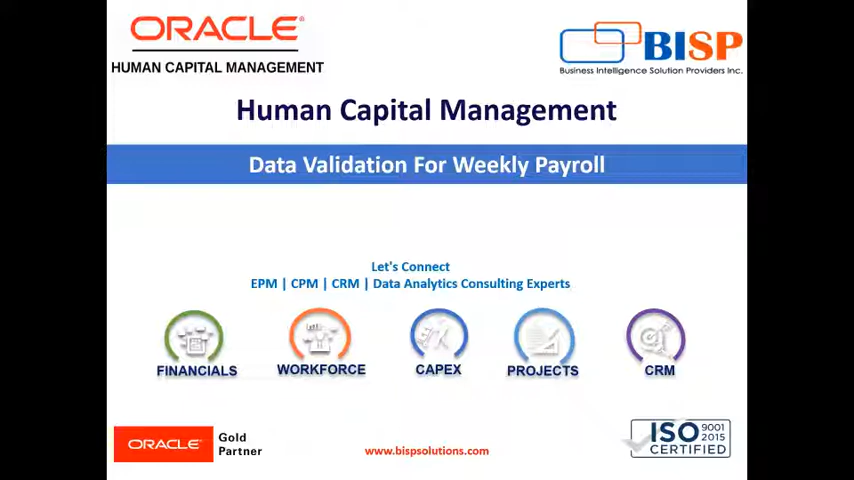 ORACLE®
HUMAN CAPITAL MANAGEMENT
BISP
Business Intelligence Solution Providers Inc.
Human Capital Management
Data Validation For Weekly Payroll
Let's Connect
EPM | CPM | CRM | Data Analytics Consulting Experts
FINANCIALS
WORKFORCE
CAPEX
PROJECTS
CRM
ORACLE
Gold
Partner
www.bispsolutions.com
ISO 9001
2015
CERTIFIED